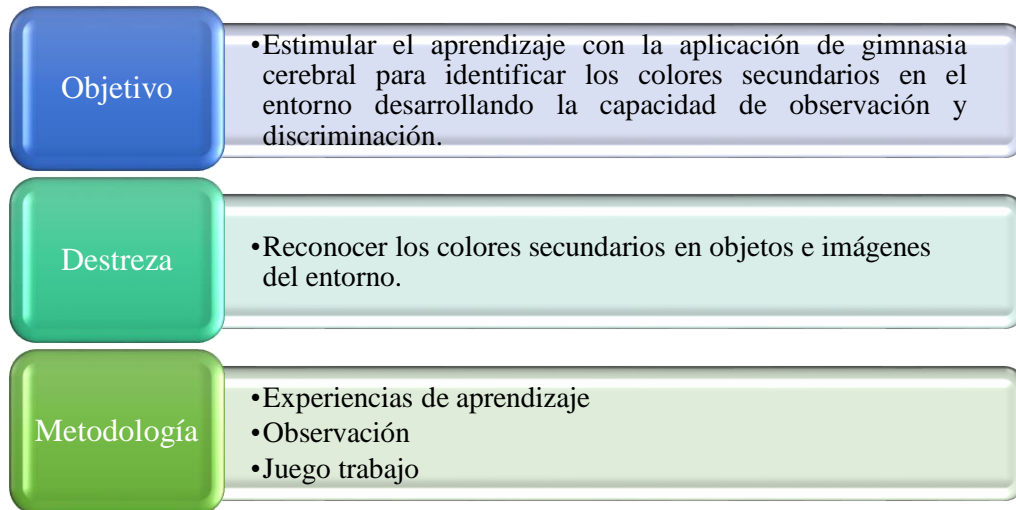 Objetivo
•Estimular el aprendizaje con la aplicación de gimnasia
cerebral para identificar los colores secundarios en el
entorno desarrollando la capacidad de observación y
discriminación.
Destreza
•Reconocer los colores secundarios en objetos e imágenes
del entorno.
Metodología
•Experiencias de aprendizaje
•Observación
•Juego trabajo